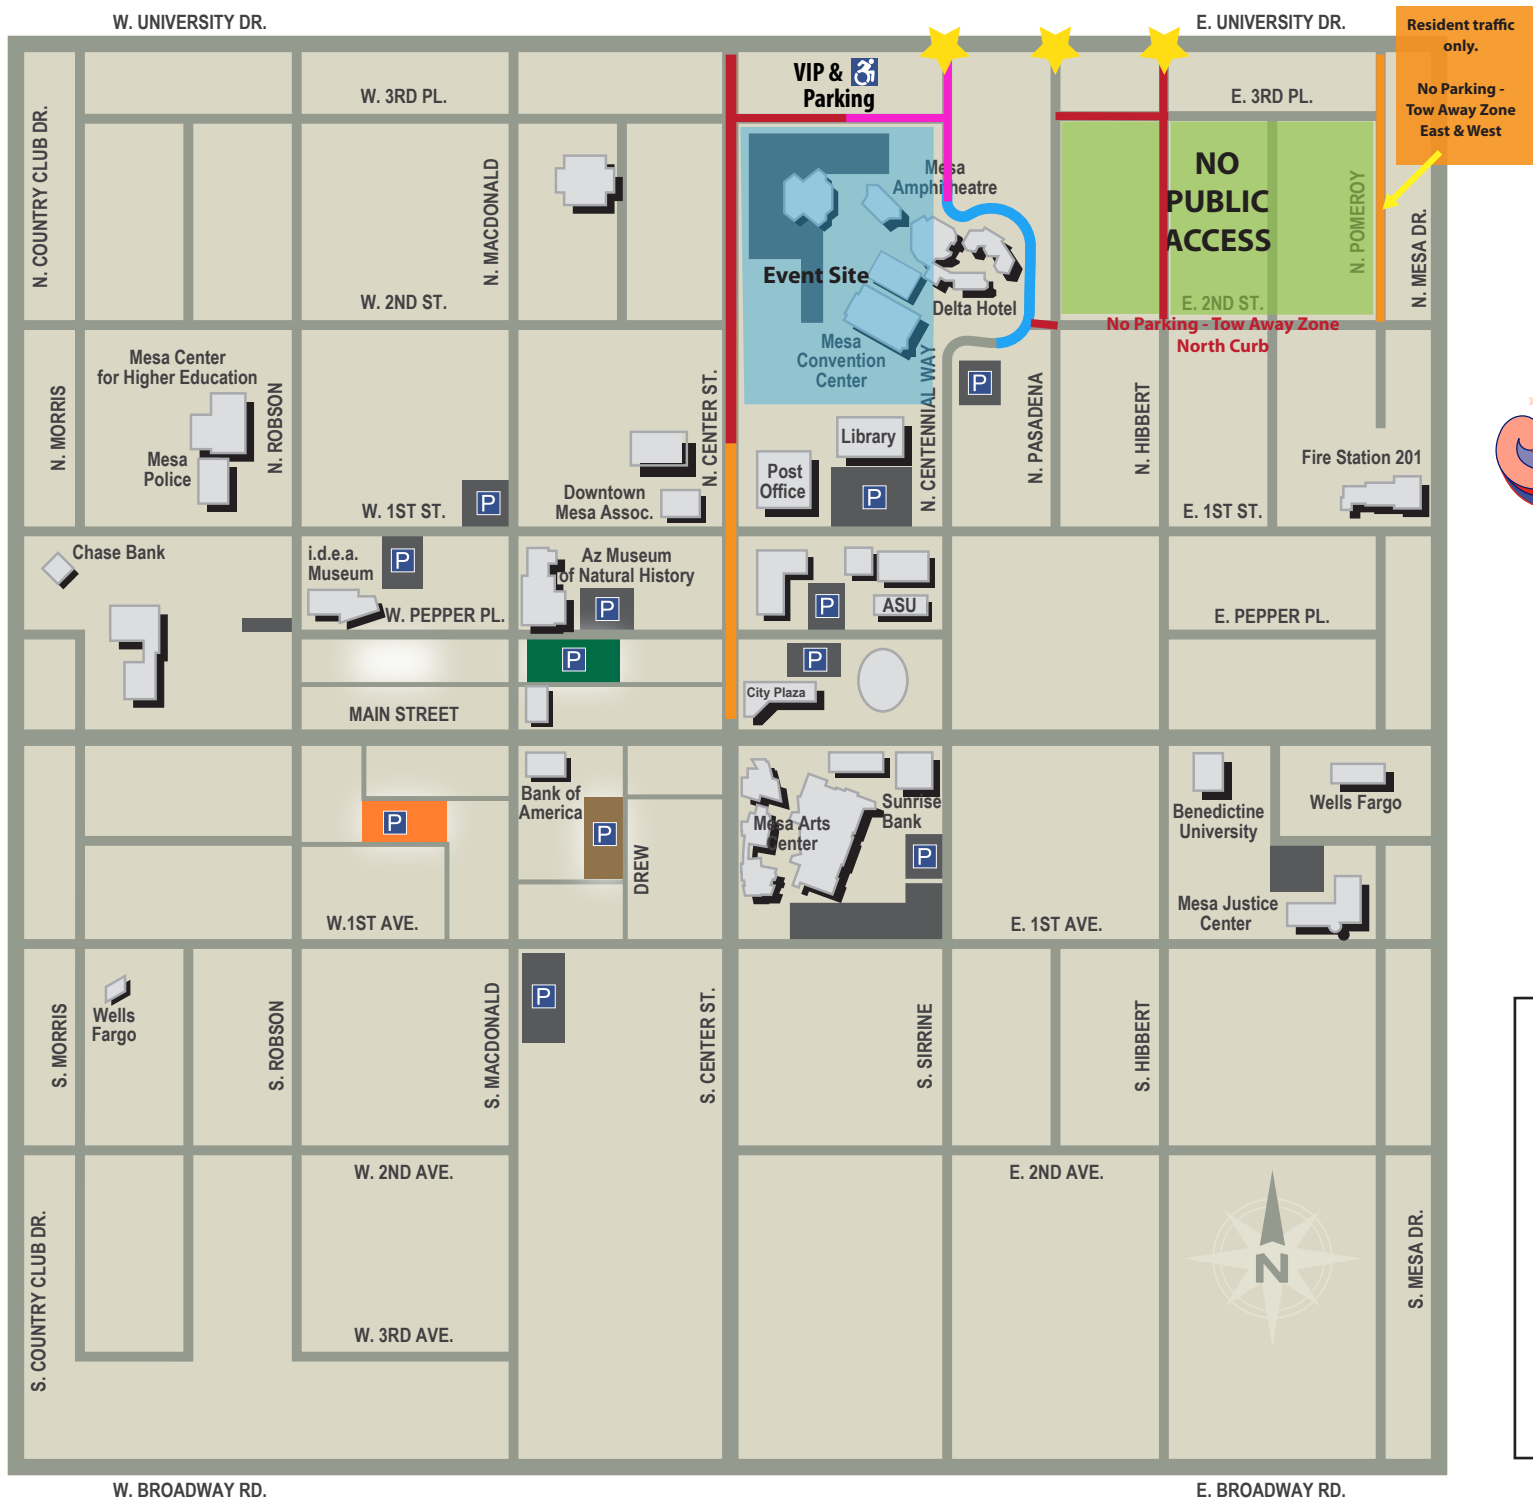 W. UNIVERSITY DR.
E. UNIVERSITY DR.
Resident traffic
only.
No Parking -
Tow Away Zone
East & West
VIP &
Parking
W. 3RD PL.
E. 3RD PL.
N. COUNTRY CLUB DR.
N. MACDONALD
Mesa
Amphitheatre
NO
PUBLIC
ACCESS
N. POMEROY
N. MESA DR.
Event Site
W. 2ND ST.
E. 2ND ST.
Delta Hotel
No Parking - Tow Away Zone
North Curb
Mesa
Convention
Center
Mesa Center
for Higher Education
N. MORRIS
N. ROBSON
N. CENTER ST.
N. CENTENNIAL WAY
P
N. PASADENA
N. HIBBERT
Mesa
Police
Library
Post
Office
P
Fire Station 201
Downtown
Mesa Assoc.
P
W. 1ST ST.
E. 1ST ST.
Chase Bank
i.d.e.a.
Museum
P
Az Museum
of Natural History
P
P
ASU
W. PEPPER PL.
E. PEPPER PL.
P
P
City Plaza
MAIN STREET
Bank of
America
P
P
DREW
Mesa Arts
Center
Sunrise
Bank
P
Benedictine
University
Wells Fargo
Mesa Justice
Center
W.1ST AVE.
E. 1ST AVE.
Wells
Fargo
P
S. MORRIS
S. ROBSON
S. MACDONALD
S. CENTER ST.
S. SIRRINE
S. HIBBERT
W. 2ND AVE.
E. 2ND AVE.
S. COUNTRY CLUB DR.
S. MESA DR.
N
W. 3RD AVE.
W. BROADWAY RD.
E. BROADWAY RD.